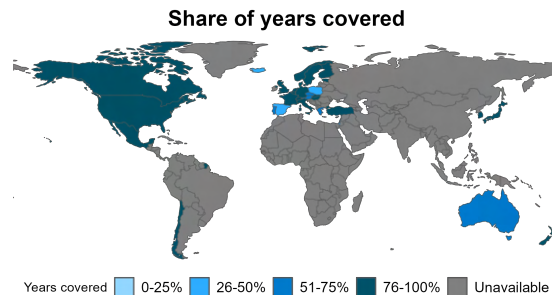 Share of years covered
Years covered 0-25% 26-50% 51-75% 76-100% Unavailable